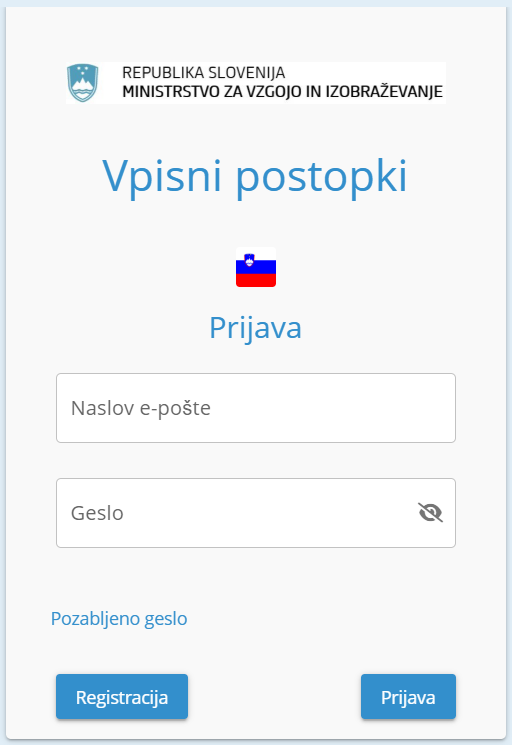 REPUBLIKA SLOVENIJA
MINISTRSTVO ZA VZGOJO IN IZOBRAŽEVANJE
Vpisni postopki
Prijava
Naslov e-pošte
Geslo
Pozabljeno geslo
Registracija
Prijava